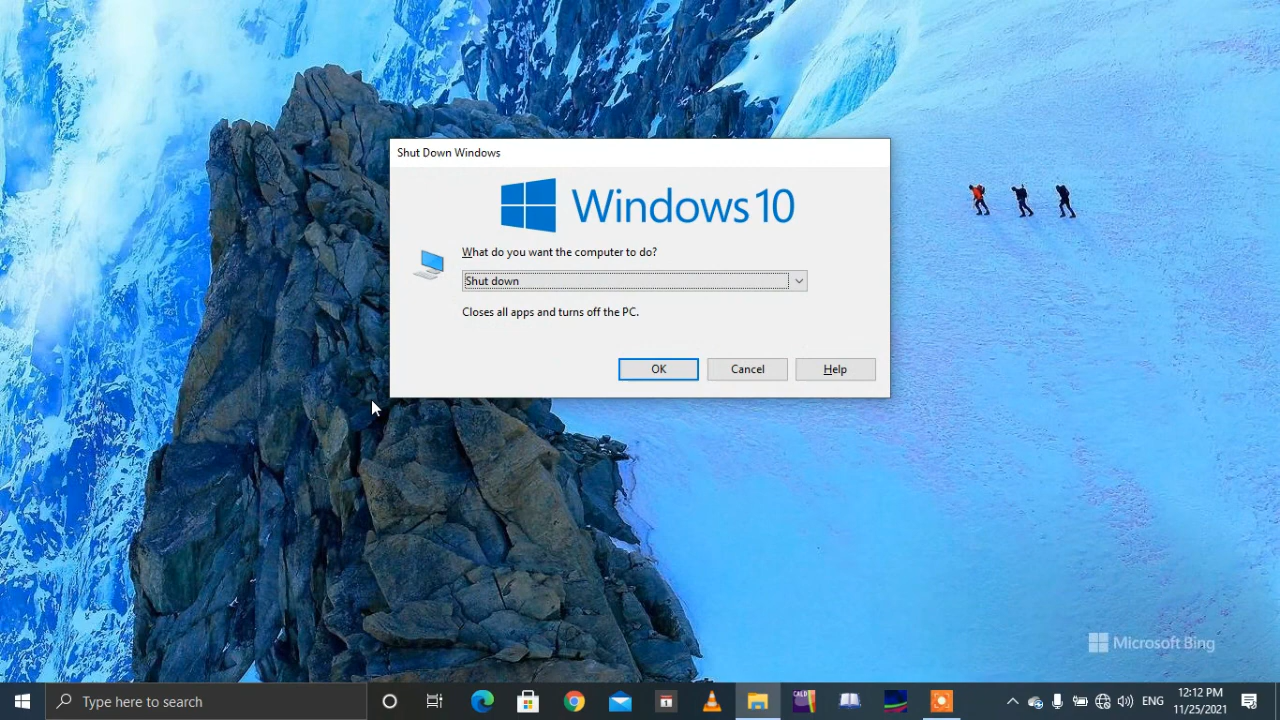 Shut Down Windows
Windows 10
What do you want the computer to do?
Shut down
Closes all apps and turns off the PC.
OK Cancel Help
Microsoft Bing
Type here to search
1
CALD
ENG
12:12 PM
11/25/2021